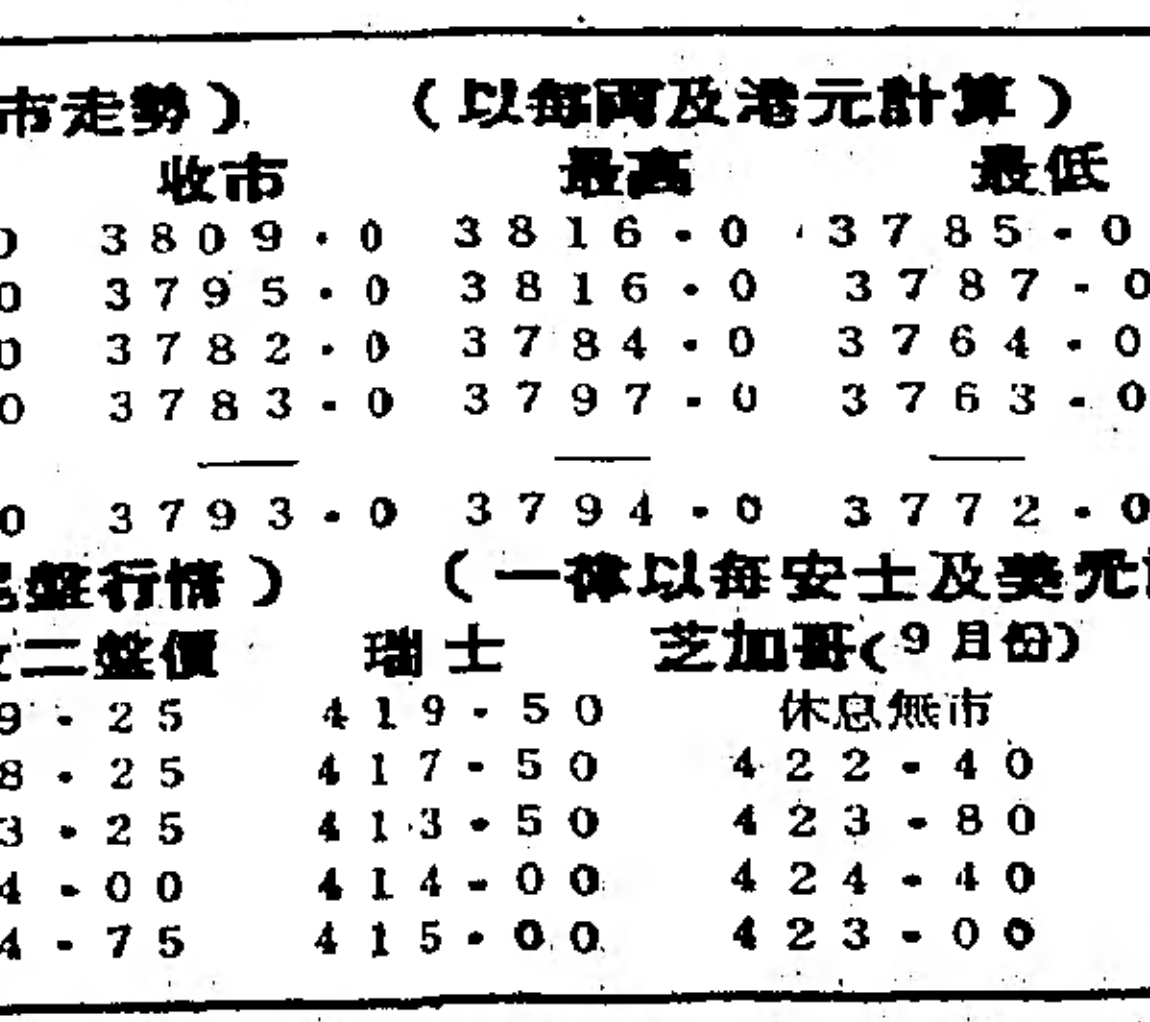 市走勢） （以每兩及港元計算）
收市 最高 最低
0 3809·0 3816·0 3785·0
0 3795·0 3816·0 3787·0
0 3782·0 3784·0 3764·0
0 3783·0 3797·0 3763·0
— — —
0 3793·0 3794·0 3772·0
盤行情） （一律以每安士及美元
二盤價 瑞士 芝加哥(9月份)
9·25 419·50 休息無市
8·25 417·50 422·40
3·25 413·50 423·80
4·00 414·00 424·40
4·75 415·00 423·00